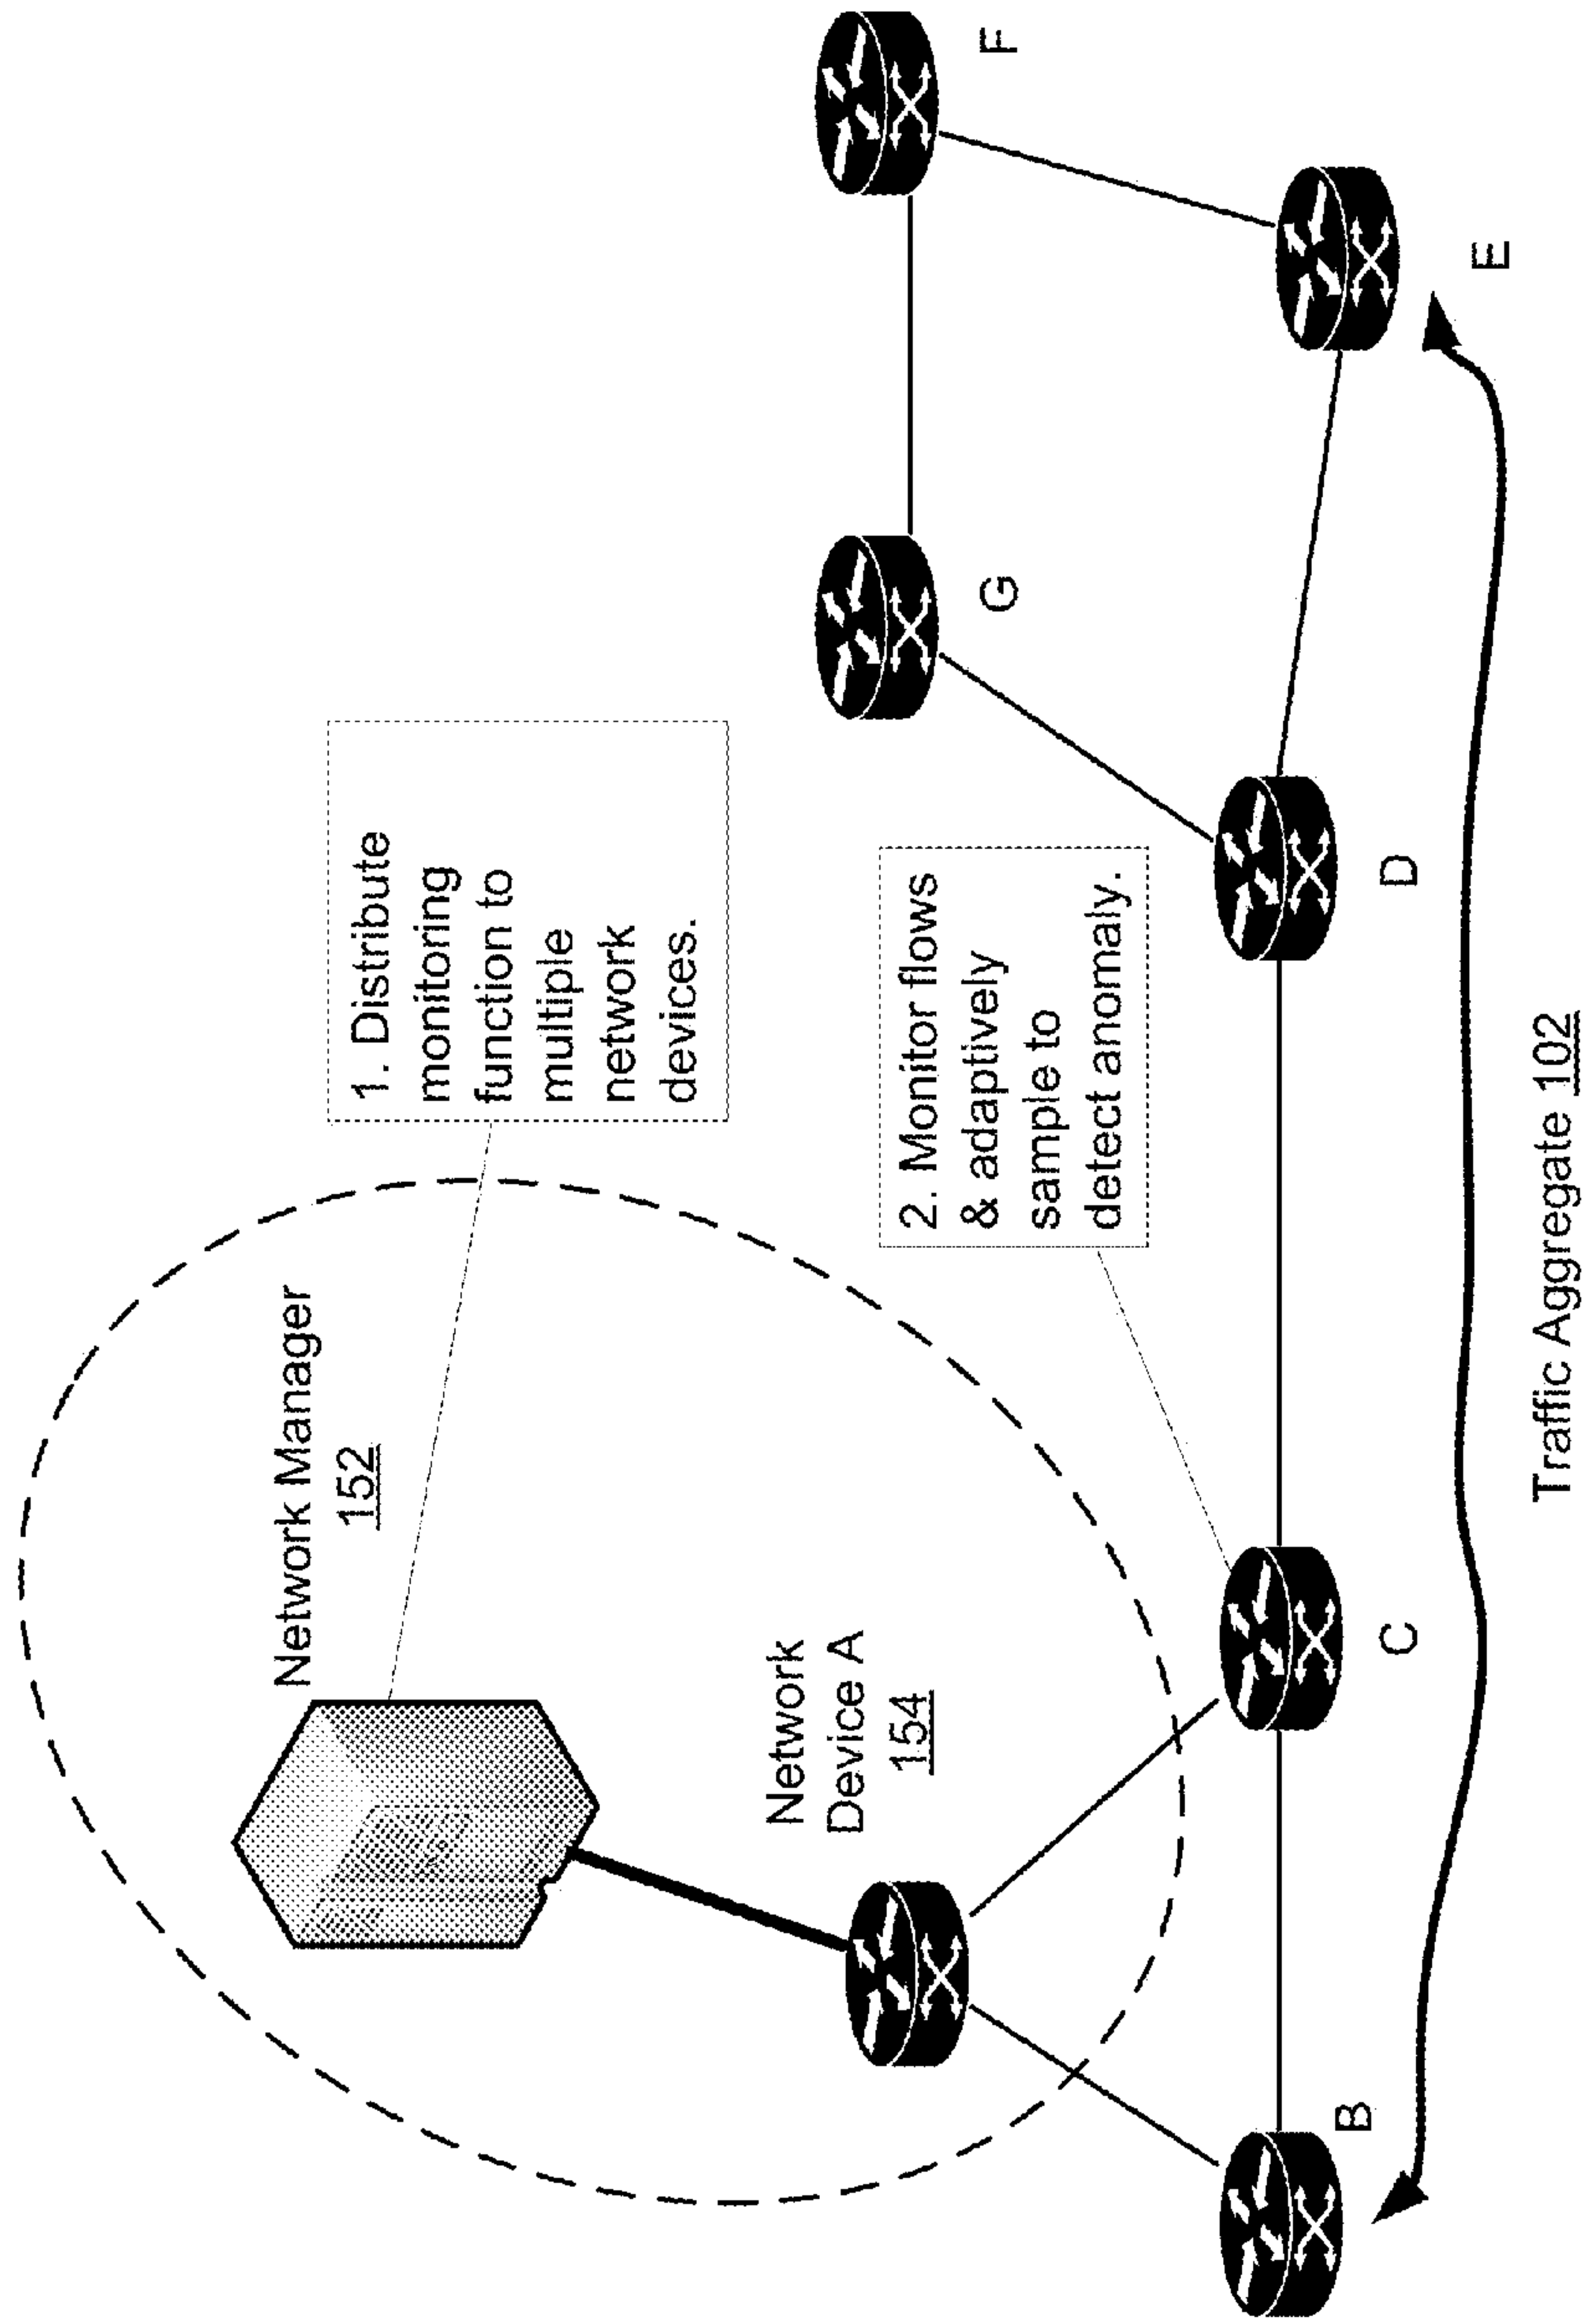 Network Manager
152
1. Distribute
monitoring
function to
multiple
network
devices.
Network
Device A
154
2. Monitor flows
& adaptively
sample to
detect anomaly.
G
F
B
C
D
E
Traffic Aggregate 102